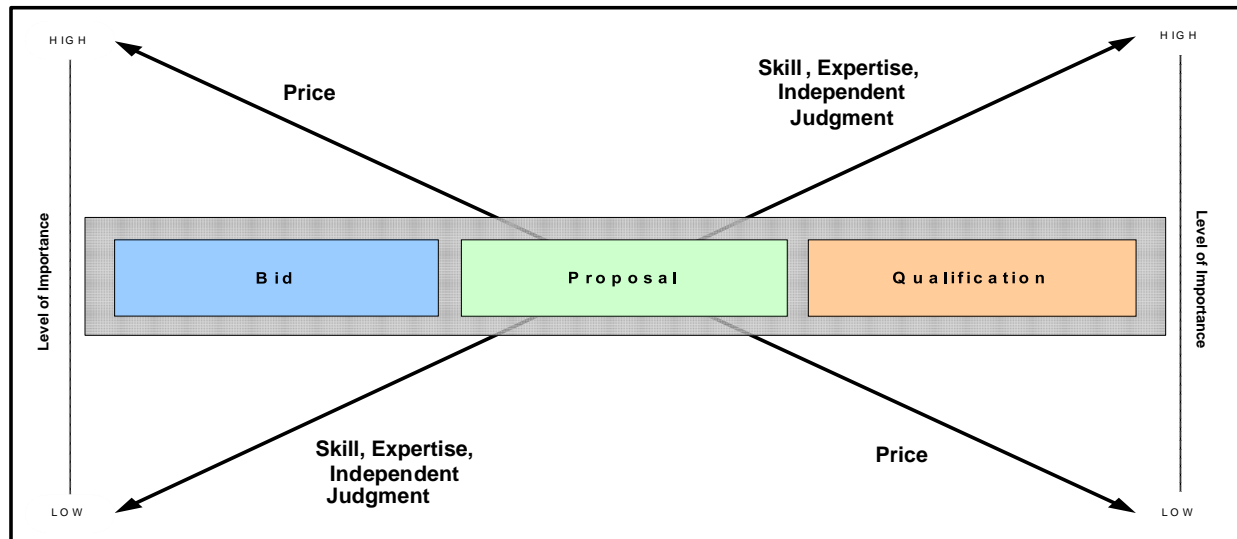 HIGH
HIGH
Price
Skill, Expertise,
Independent
Judgment
Level of Importance
Bid
Proposal
Qualification
Level of Importance
Skill, Expertise,
Independent
Judgment
Price
LOW
LOW